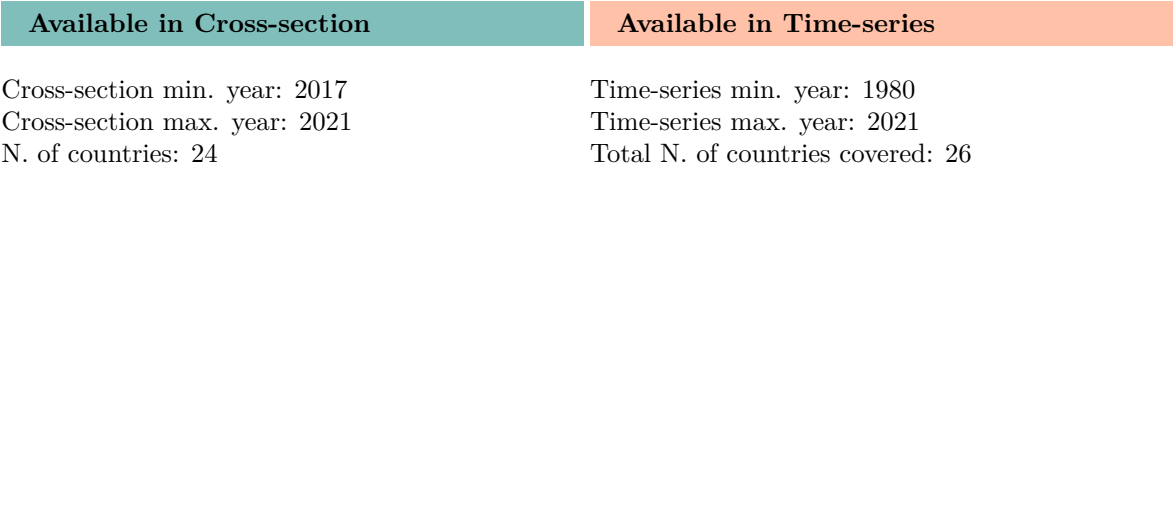 Available in Cross-section
Cross-section min. year: 2017
Cross-section max. year: 2021
N. of countries: 24
Available in Time-series
Time-series min. year: 1980
Time-series max. year: 2021
Total N. of countries covered: 26